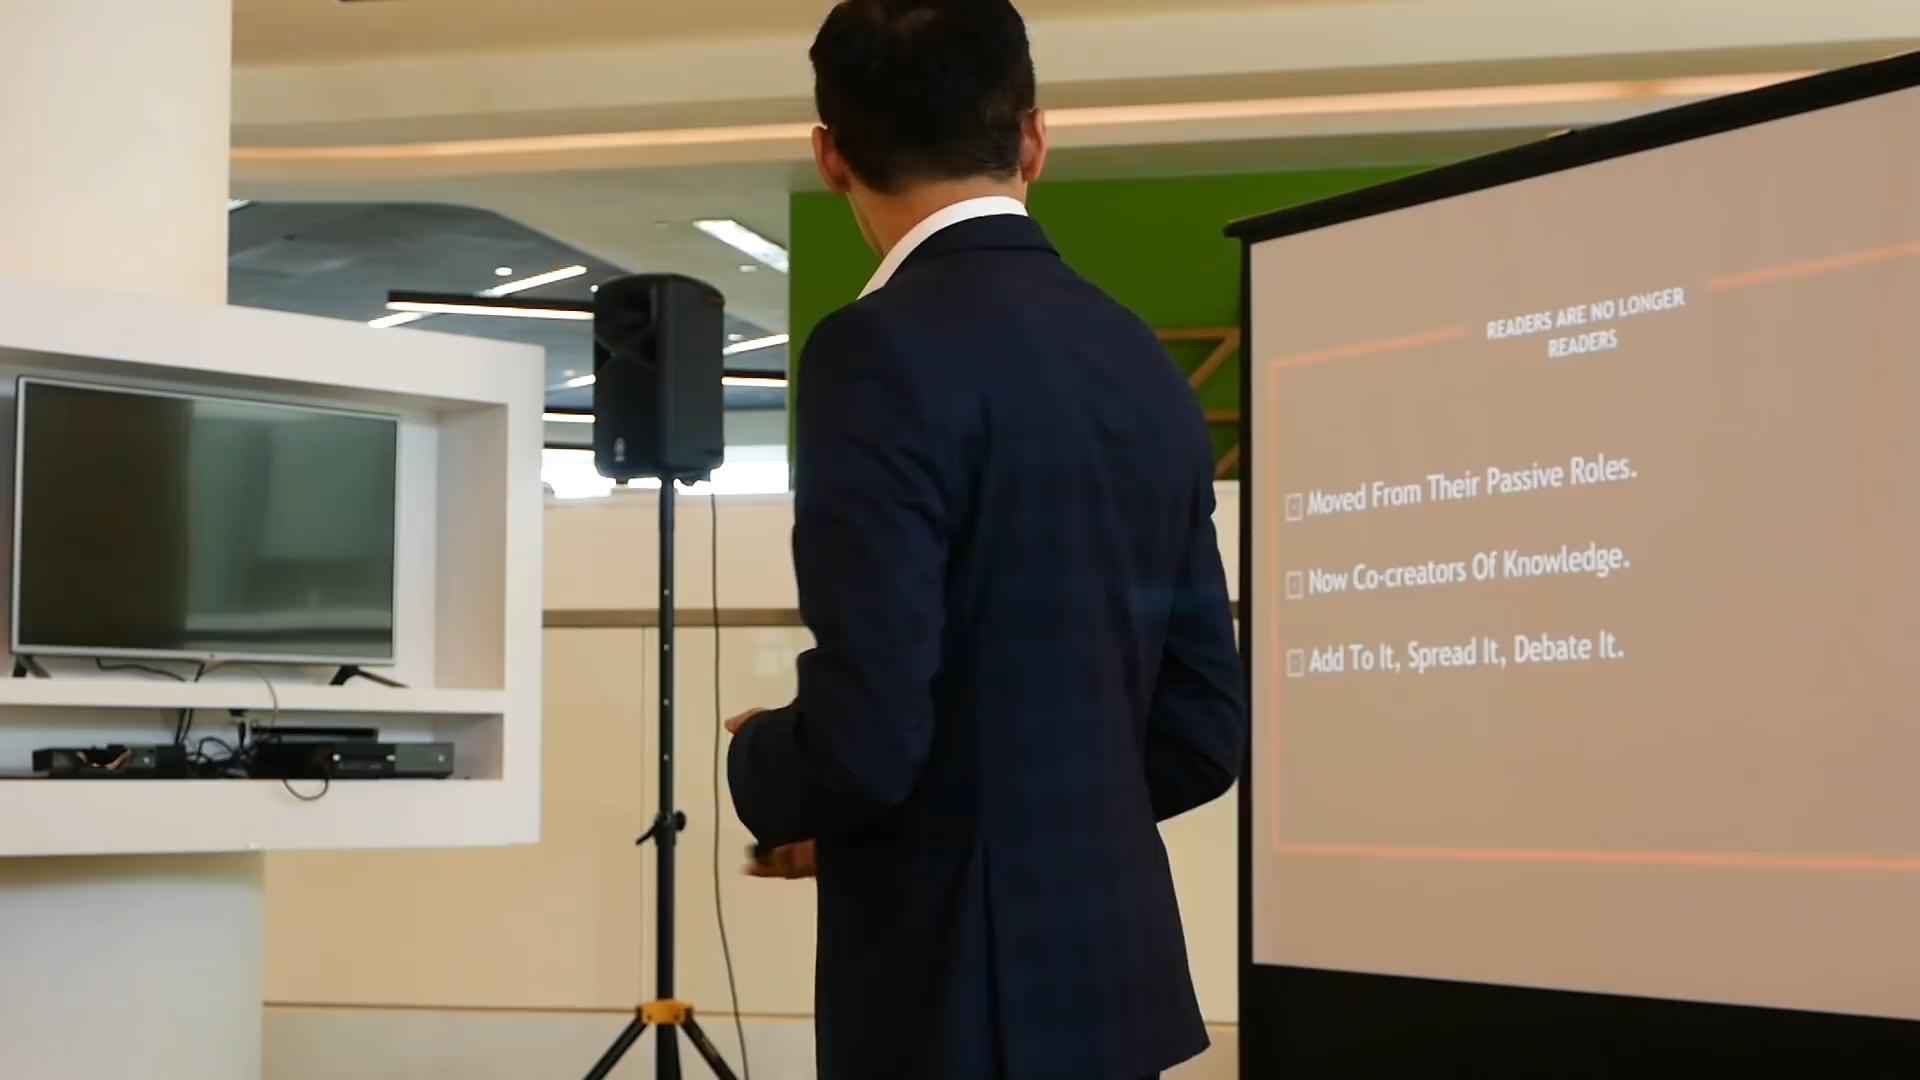 READERS ARE NO LONGER
READERS
Moved From Their Passive Roles.
Now Co-creators Of Knowledge.
Add To It, Spread It, Debate It.